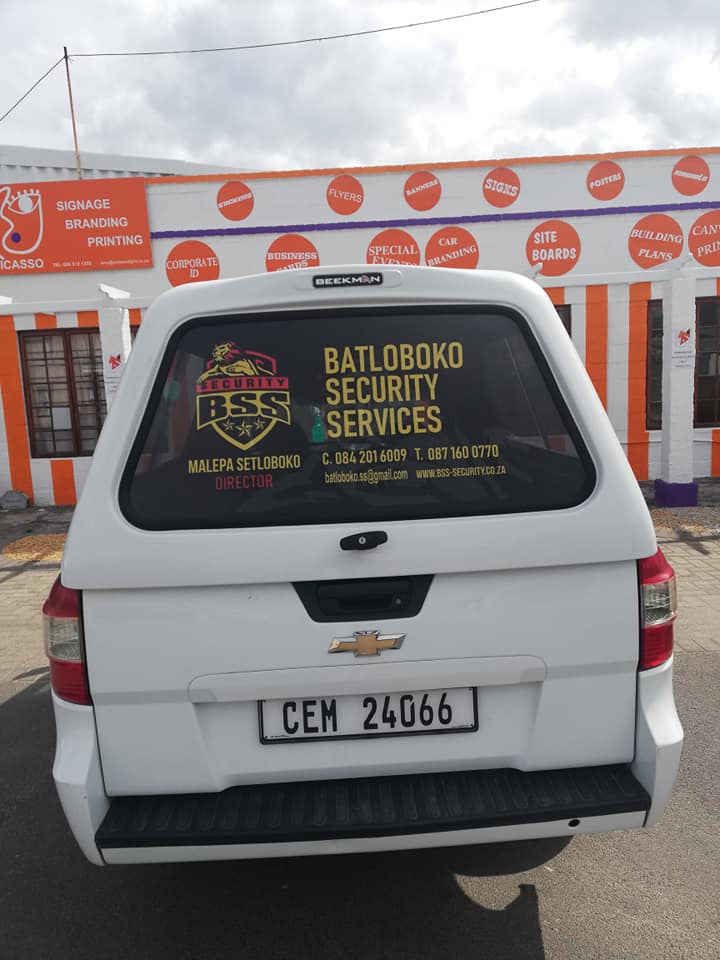 SIGNAGE
BRANDING
PRINTING
ICASSO
FLYERS
BANNERS
SIGNS
POSTERS
CORPORATE
ID
BUSINESS
CARDS
SPECIAL
EVENTS
CAR
BRANDING
SITE
BOARDS
BUILDING
PLANS
BEEKMAN
SECURITY
BSS
BATLOBOKO
SECURITY
SERVICES
MALEPA SETLOBOKO
DIRECTOR
C. 084 201 6009 T. 087 160 0770
batloboko.ss@gmail.com www.BSS-SECURITY.CO.ZA
CEM 24066